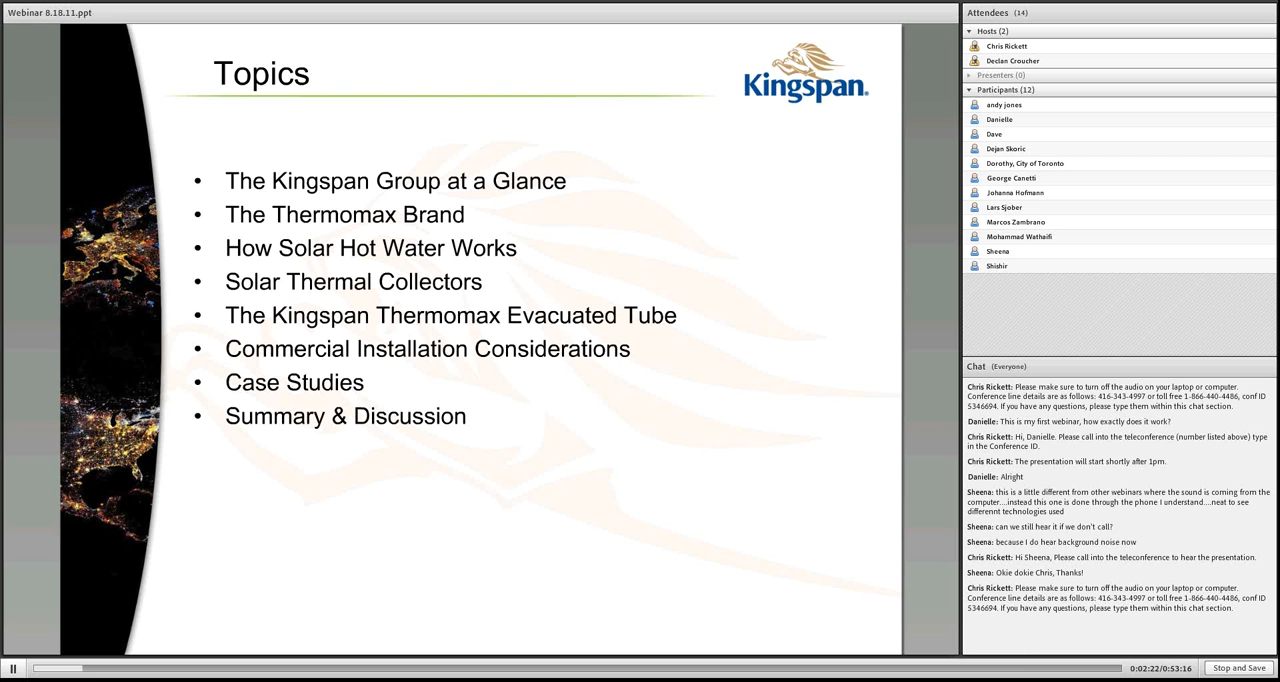 Webinar 8.18.11.ppt
Topics
Kingspan.
• The Kingspan Group at a Glance
• The Thermomax Brand
• How Solar Hot Water Works
• Solar Thermal Collectors
• The Kingspan Thermomax Evacuated Tube
• Commercial Installation Considerations
• Case Studies
• Summary & Discussion
Attendees (14)
Hosts (2)
Chris Rickett
Declan Croucher
Presenters (0)
Participants (12)
andy jones
Danielle
Dave
Dejan Skoric
Dorothy, City of Toronto
George Canetti
Johanna Hofmann
Lars Sjober
Marcos Zambrano
Mohammad Wathaifi
Sheena
Shishir
Chat (Everyone)
Chris Rickett: Please make sure to turn off the audio on your laptop or computer.
Conference line details are as follows: 416-343-4997 or toll free 1-866-440-4486, conf ID
5346694. If you have any questions, please type them within this chat section.
Danielle: This is my first webinar, how exactly does it work?
Chris Rickett: Hi, Danielle. Please call into the teleconference (number listed above) type
in the Conference ID.
Chris Rickett: The presentation will start shortly after 1pm.
Danielle: Alright
Sheena: this is a little different from other webinars where the sound is coming from the
computer....instead this one is done through the phone I understand....neat to see
differennt technologies used
Sheena: can we still hear it if we don't call?
Sheena: because I do hear background noise now
Chris Rickett: Hi Sheena, Please call into the teleconference to hear the presentation.
Sheena: Okie dokie Chris, Thanks!
Chris Rickett: Please make sure to turn off the audio on your laptop or computer.
Conference line details are as follows: 416-343-4997 or toll free 1-866-440-4486, conf ID
5346694. If you have any questions, please type them within this chat section.
0:02:22/0:53:16
Stop and Save